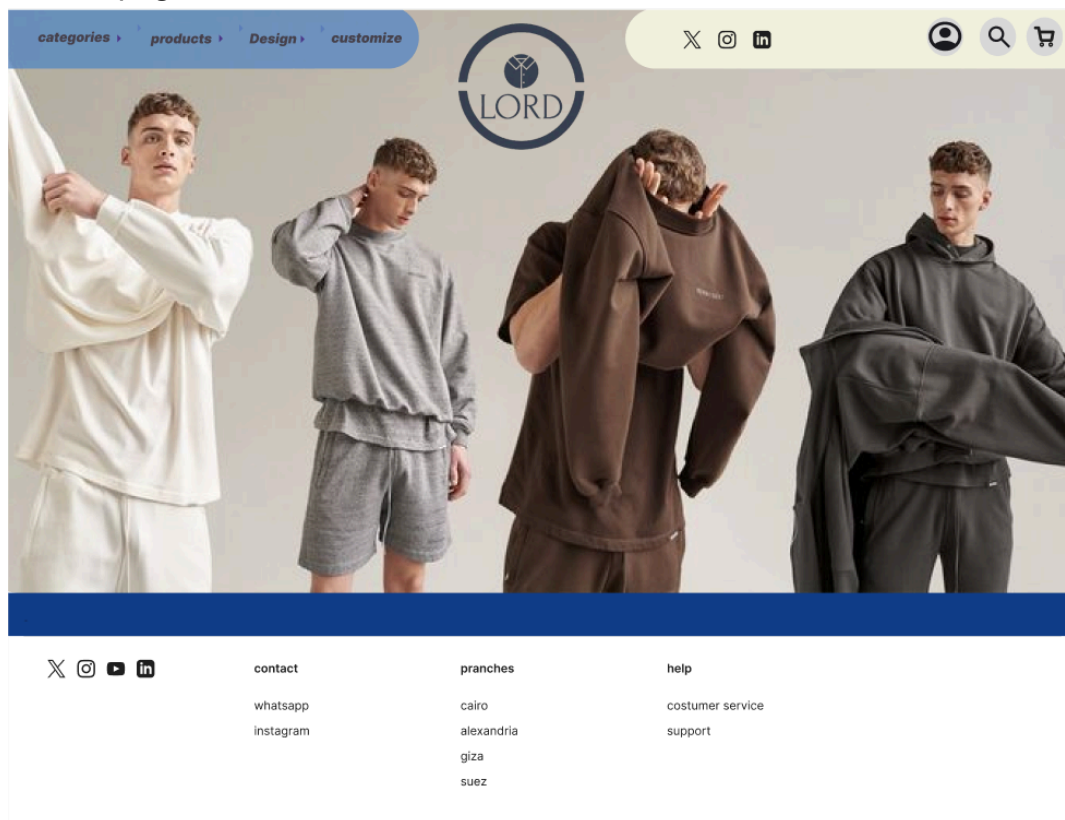 categories
products
Design
customize
LORD
contact
pranches
help
whatsapp
cairo
costumer service
instagram
alexandria
support
giza
suez